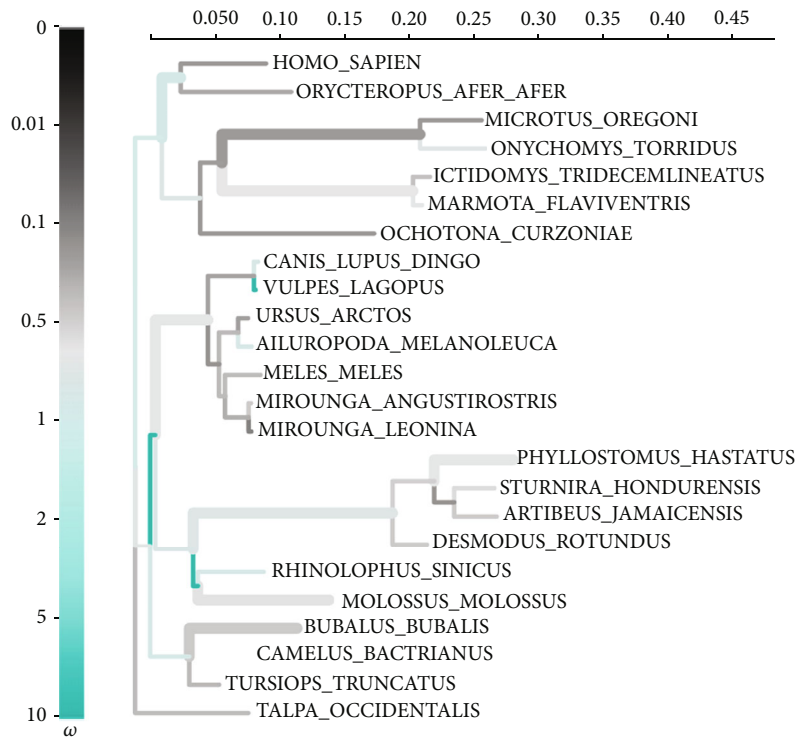 0.050 0.10 0.15 0.20 0.25 0.30 0.35 0.40 0.45
0
0.01
0.1
0.5
1
2
5
10
ω
HOMO_SAPIEN
ORYCTEROPUS_AFER_AFER
MICROTUS_OREGONI
ONYCHOMYS_TORRIDUS
ICTIDOMYS_TRIDECEMLINEATUS
MARMOTA_FLAVIVENTRIS
OCHOTONA_CURZONIAE
CANIS_LUPUS_DINGO
VULPES_LAGOPUS
URSUS_ARCTOS
AILUROPODA_MELANOLEUCA
MELES_MELES
MIROUNGA_ANGUSTIROSTRIS
MIROUNGA_LEONINA
PHYLLOSTOMUS_HASTATUS
STURNIRA_HONDURENSIS
ARTIBEUS_JAMAICENSIS
DESMODUS_ROTUNDUS
RHINOLOPHUS_SINICUS
MOLOSSUS_MOLOSSUS
BUBALUS_BUBALIS
CAMELUS_BACTRIANUS
TURSIOPS_TRUNCATUS
TALPA_OCCIDENTALIS